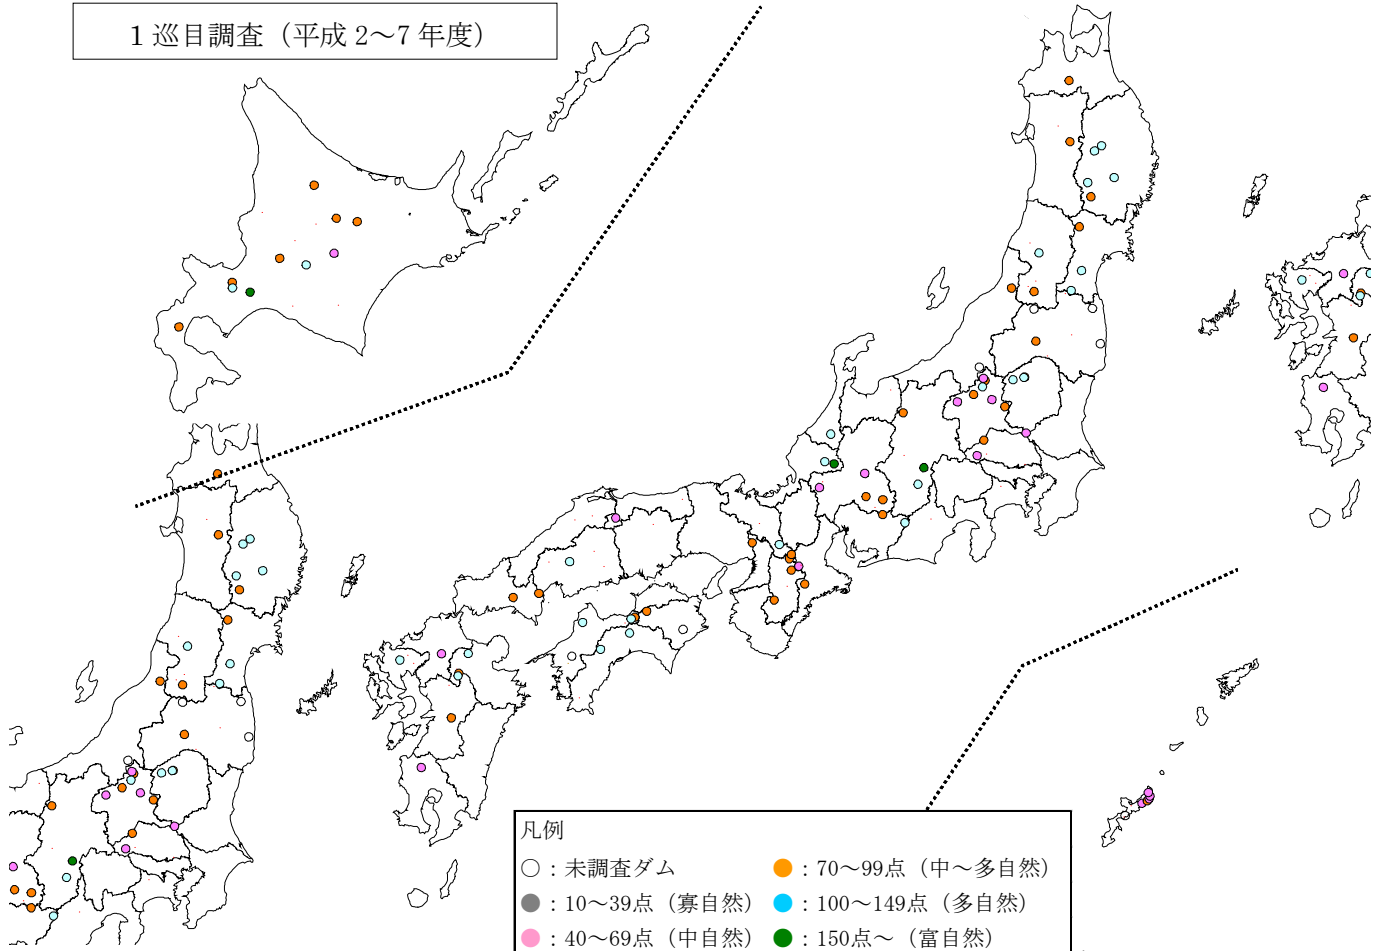 １巡目調査（平成 2～7 年度）
凡例
○：未調査ダム
●：70～99点（中～多自然）
●：10～39点（寡自然）
●：100～149点（多自然）
●：40～69点（中自然）
●：150点～（富自然）